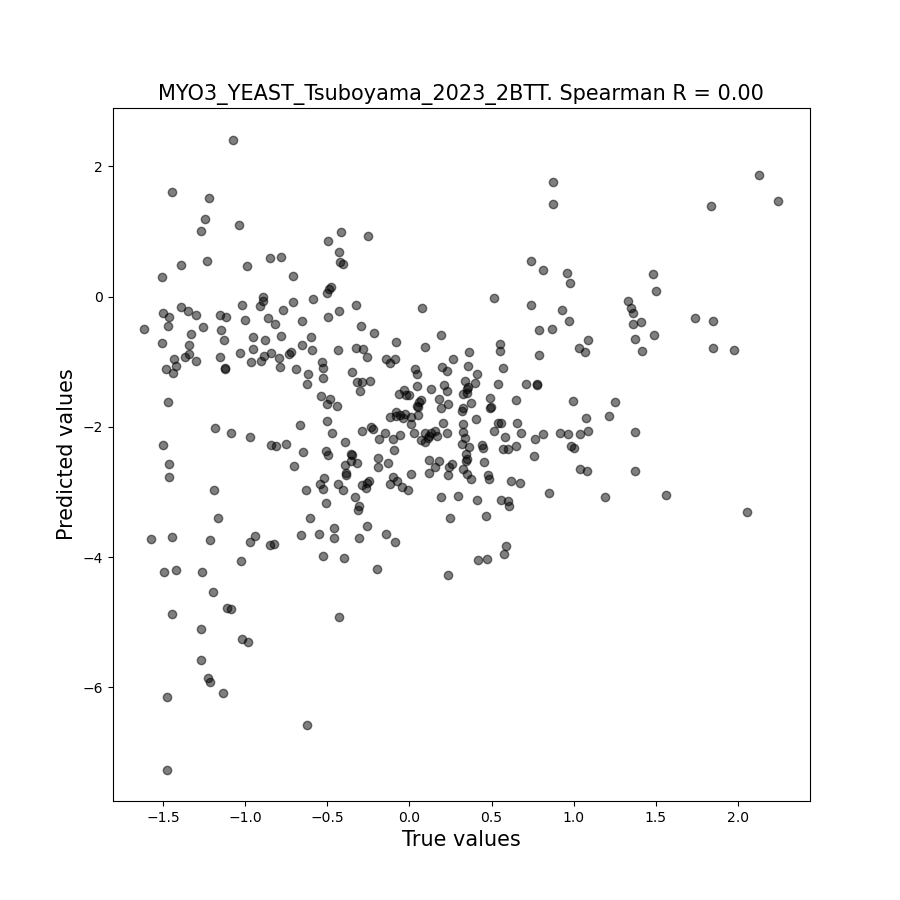 MYO3_YEAST_Tsuboyama_2023_2BTT. Spearman R = 0.00
2
0
−2
−4
−6
Predicted values
−1.5 −1.0 −0.5 0.0 0.5 1.0 1.5 2.0
True values